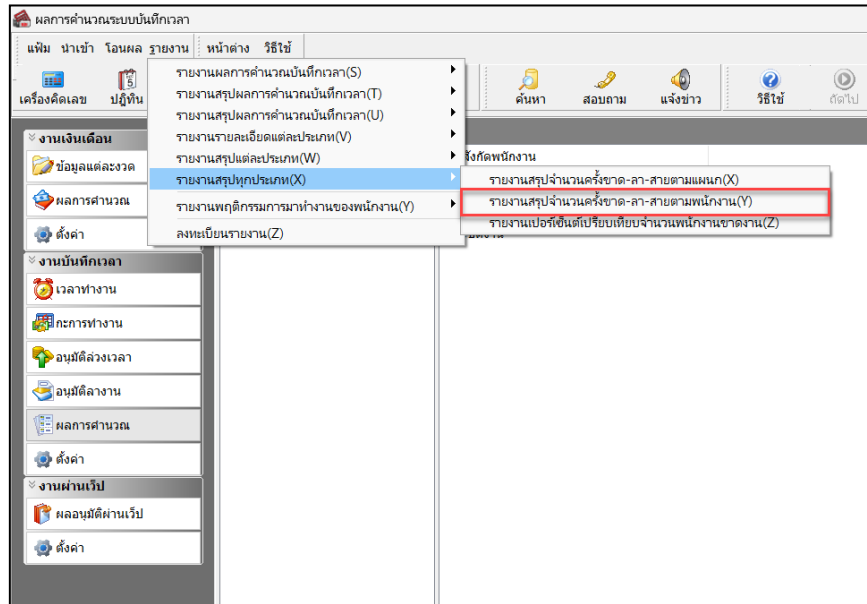 ผลการคำนวณระบบบันทึกเวลา
แฟ้ม นำเข้า โอนผล รายงาน หน้าต่าง วิธีใช้
เครื่องคิดเลข ปฏิทิน ค้นหา สอบถาม แจ้งข่าว วิธีใช้ ถัดไป
รายงานผลการคำนวณบันทึกเวลา(S)
รายงานสรุปผลการคำนวณบันทึกเวลา(T)
รายงานสรุปผลการคำนวณบันทึกเวลา(U)
รายงานรายละเอียดแต่ละประเภท(V)
รายงานสรุปแต่ละประเภท(W)
รายงานสรุปทุกประเภท(X)
รายงานพฤติกรรมการมาทำงานของพนักงาน(Y)
ลงทะเบียนรายงาน(Z)
สังกัดพนักงาน
รายงานสรุปจำนวนครั้งขาด-ลา-สายตามแผนก(X)
รายงานสรุปจำนวนครั้งขาด-ลา-สายตามพนักงาน(Y)
รายงานเปอร์เซ็นต์เปรียบเทียบจำนวนพนักงานขาดงาน(Z)
งานเงินเดือน
ข้อมูลแต่ละงวด
ผลการคำนวณ
ตั้งค่า
งานบันทึกเวลา
เวลาทำงาน
กะการทำงาน
อนุมัติล่วงเวลา
อนุมัติลางาน
ผลการคำนวณ
ตั้งค่า
งานผ่านเว็ป
ผลอนุมัติผ่านเว็ป
ตั้งค่า